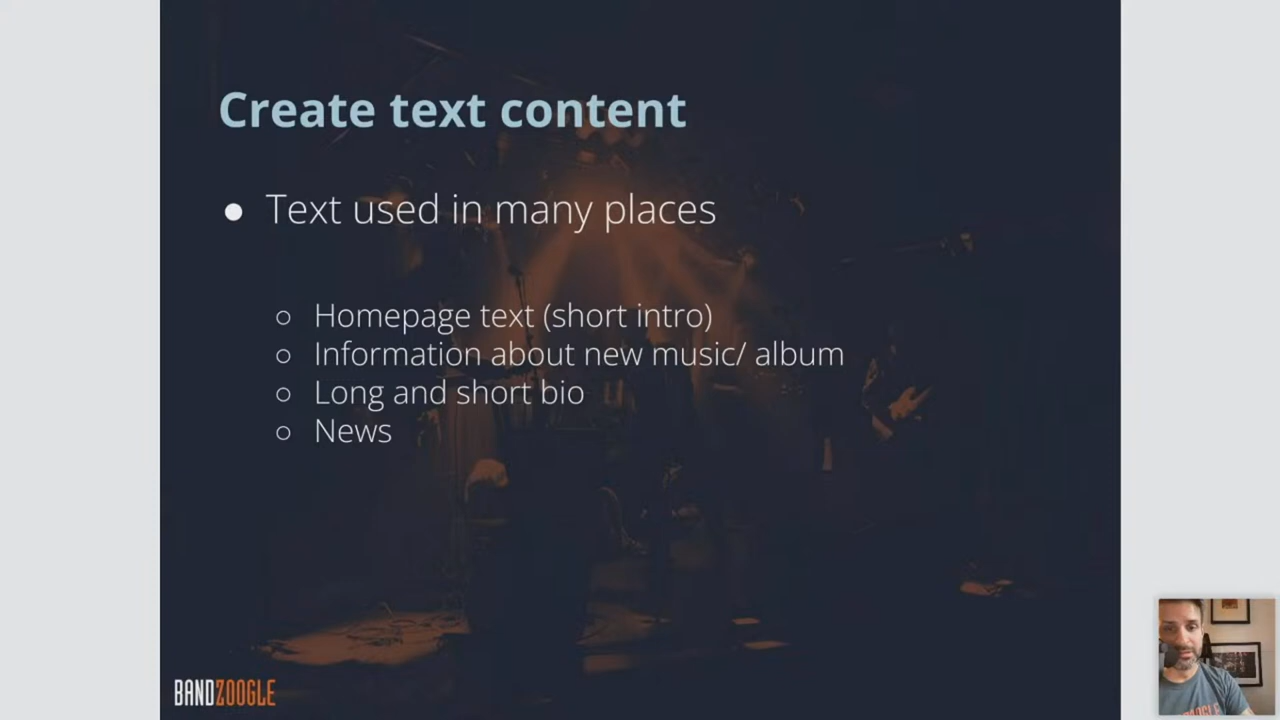 Create text content
● Text used in many places
○ Homepage text (short intro)
○ Information about new music/ album
○ Long and short bio
○ News
BANDZOOGLE